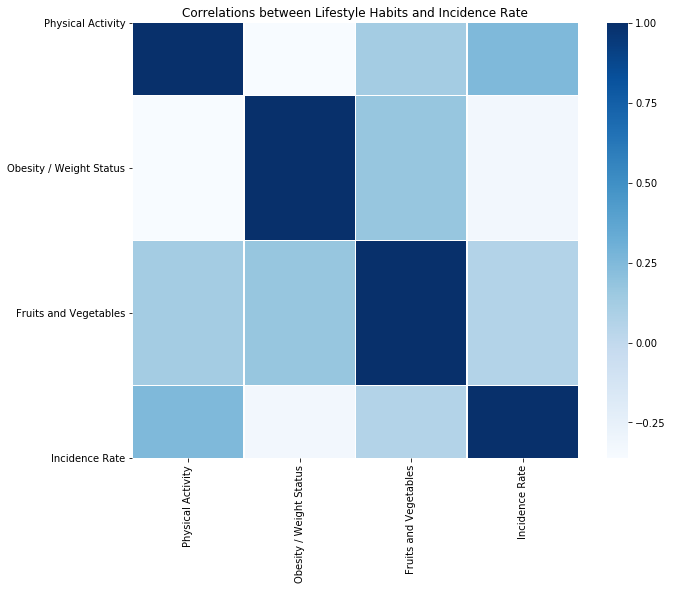 Correlations between Lifestyle Habits and Incidence Rate
Physical Activity
Obesity / Weight Status
Fruits and Vegetables
Incidence Rate
Physical Activity
Obesity / Weight Status
Fruits and Vegetables
Incidence Rate
1.00
0.75
0.50
0.25
0.00
−0.25